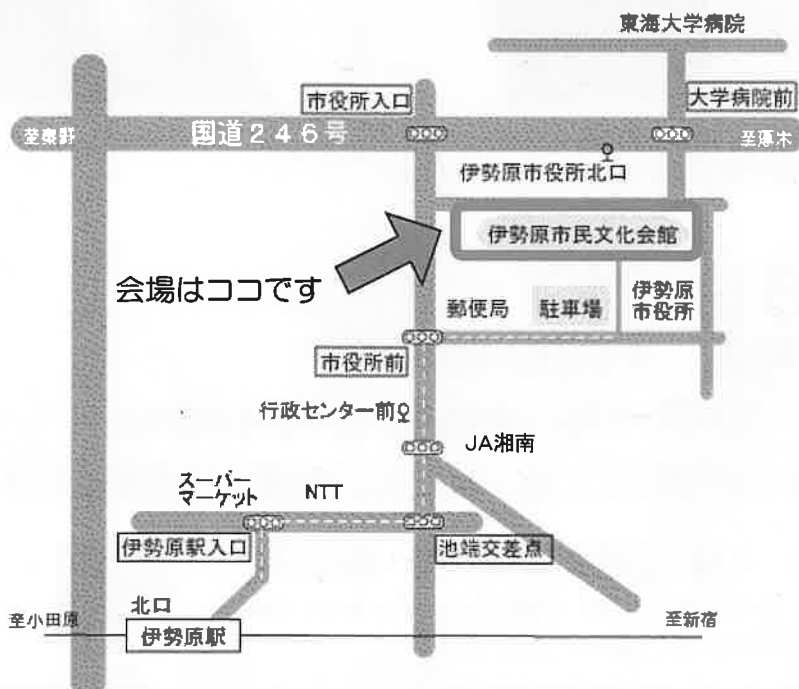 東海大学病院
市役所入口
大学病院前
至秦野
国道246号
至厚木
伊勢原市役所北口
伊勢原市民文化会館
会場はココです
郵便局
駐車場
伊勢原
市役所
市役所前
行政センター前
JA湘南
スーパー
マーケット
NTT
伊勢原駅入口
池端交差点
北口
至小田原
伊勢原駅
至新宿